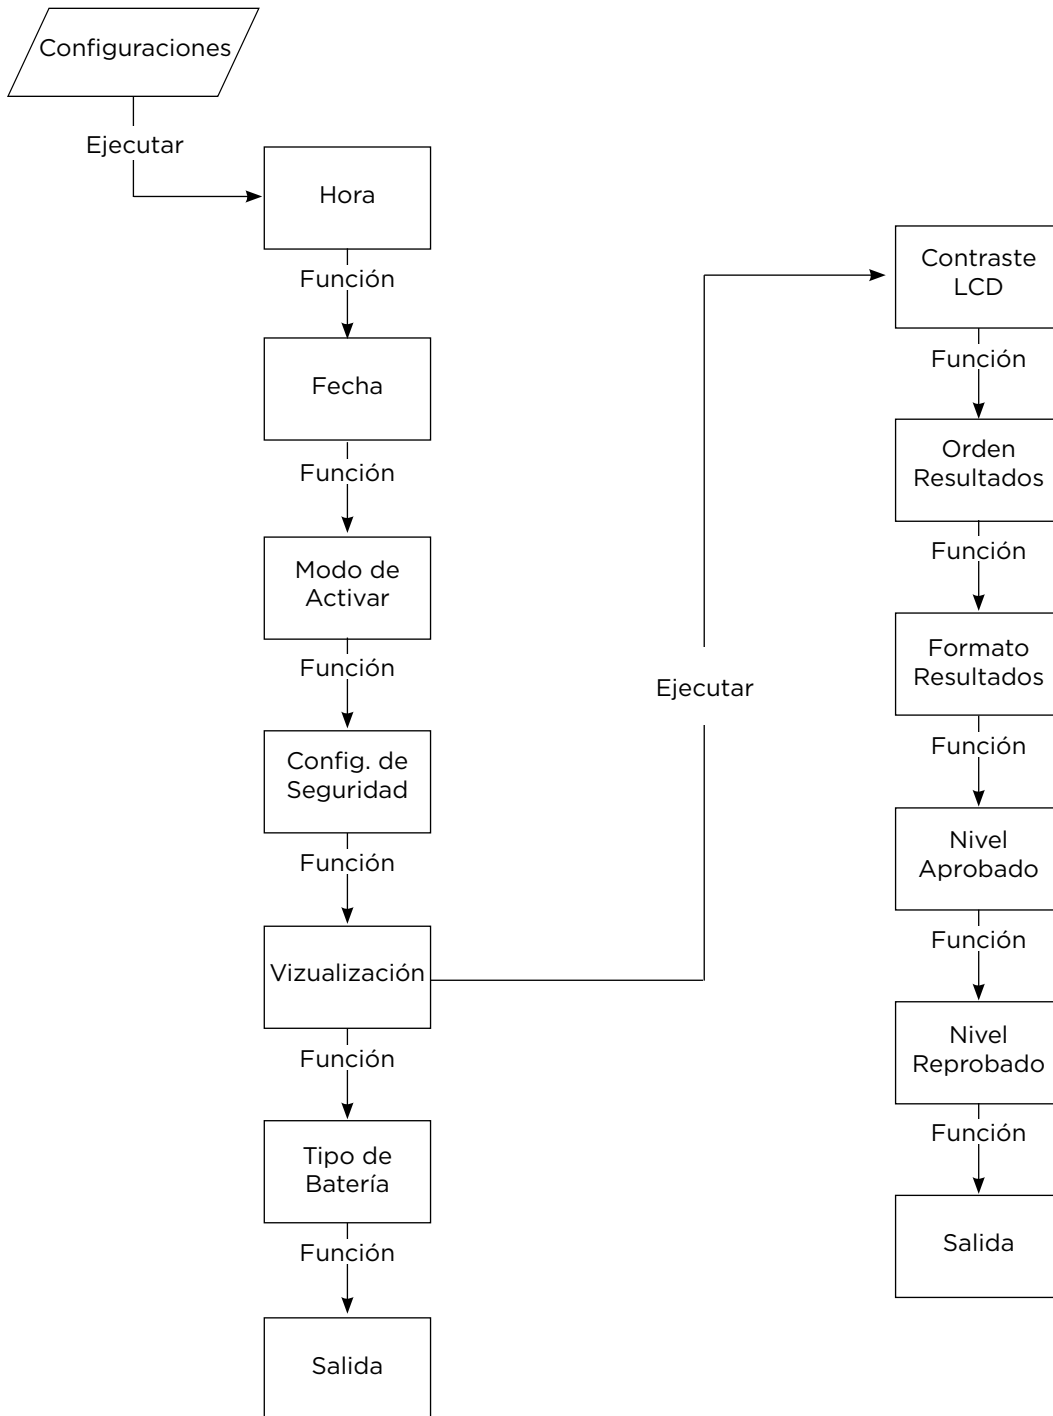 Configuraciones
Ejecutar
Hora
Función
Fecha
Función
Modo de
Activar
Función
Config. de
Seguridad
Función
Vizualización
Función
Tipo de
Batería
Función
Salida
Ejecutar
Contraste
LCD
Función
Orden
Resultados
Función
Formato
Resultados
Función
Nivel
Aprobado
Función
Nivel
Reprobado
Función
Salida